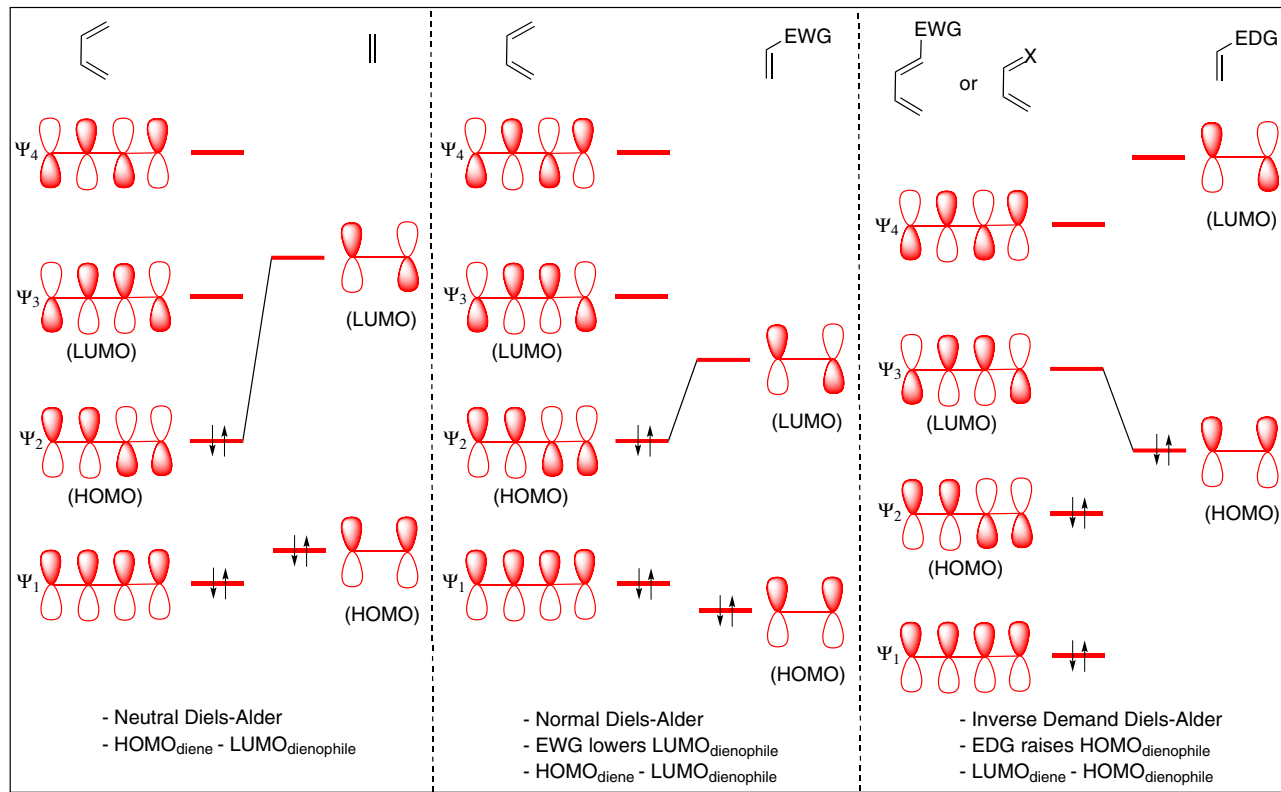 EWG
EWG
X
or
EDG
Ψ4
Ψ3
(LUMO)
(LUMO)
Ψ2
(HOMO)
Ψ1
(HOMO)
- Neutral Diels-Alder
- HOMOdiene - LUMOdienophile
Ψ4
Ψ3
(LUMO)
(LUMO)
Ψ2
(HOMO)
Ψ1
(HOMO)
- Normal Diels-Alder
- EWG lowers LUMOdienophile
- HOMOdiene - LUMOdienophile
(LUMO)
Ψ4
Ψ3
(LUMO)
(HOMO)
Ψ2
(HOMO)
Ψ1
- Inverse Demand Diels-Alder
- EDG raises HOMOdienophile
- LUMOdiene - HOMOdienophile